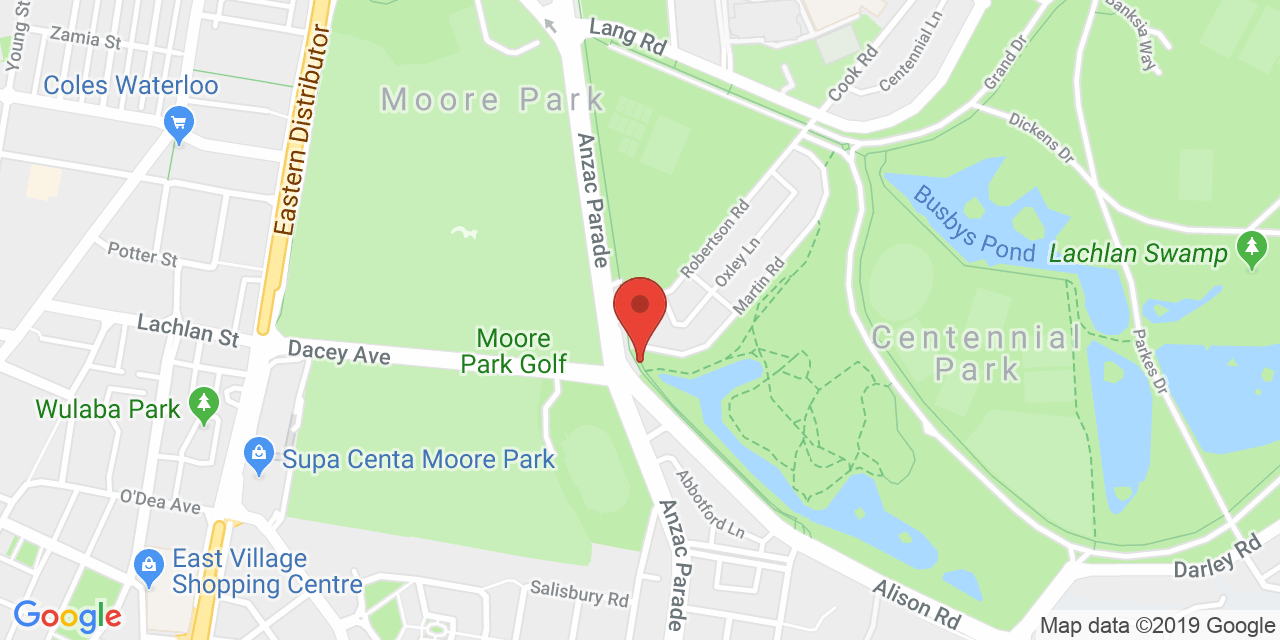 Young St
Zamia St
Lang Rd
Centennial Ln
Banksia Way
Grand Dr
Cook Rd
Coles Waterloo
Eastern Distributor
Moore Park
Dickens Dr
Anzac Parade
Robertson Rd
Busbys Pond
Potter St
Oxley Ln
Lachlan Swamp
Martin Rd
Lachlan St
Dacey Ave
Moore
Park Golf
Centennial
Park
Parkes Dr
Wulaba Park
Supa Centa Moore Park
O'Dea Ave
Abbotford Ln
Anzac Parade
East Village
Shopping Centre
Salisbury Rd
Alison Rd
Darley Rd
Google
Map data ©2019 Google